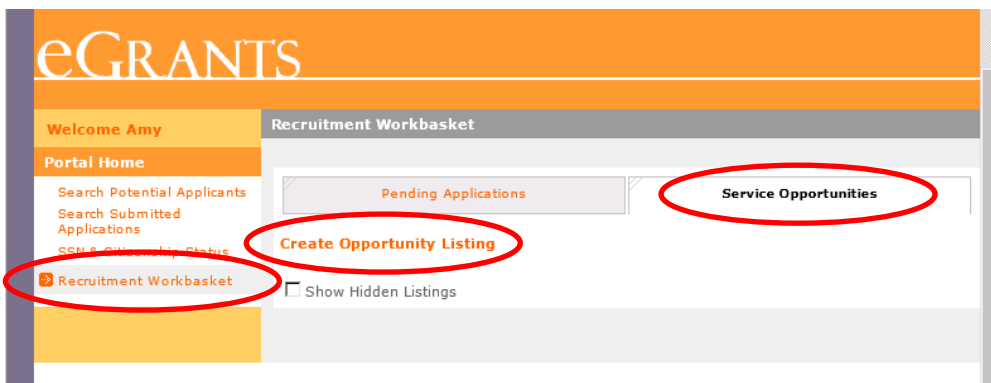 eGRANTS
Welcome Amy
Portal Home
Search Potential Applicants
Search Submitted
Applications
SSN & Citizenship Status
Recruitment Workbasket
Recruitment Workbasket
Pending Applications
Service Opportunities
Create Opportunity Listing
Show Hidden Listings